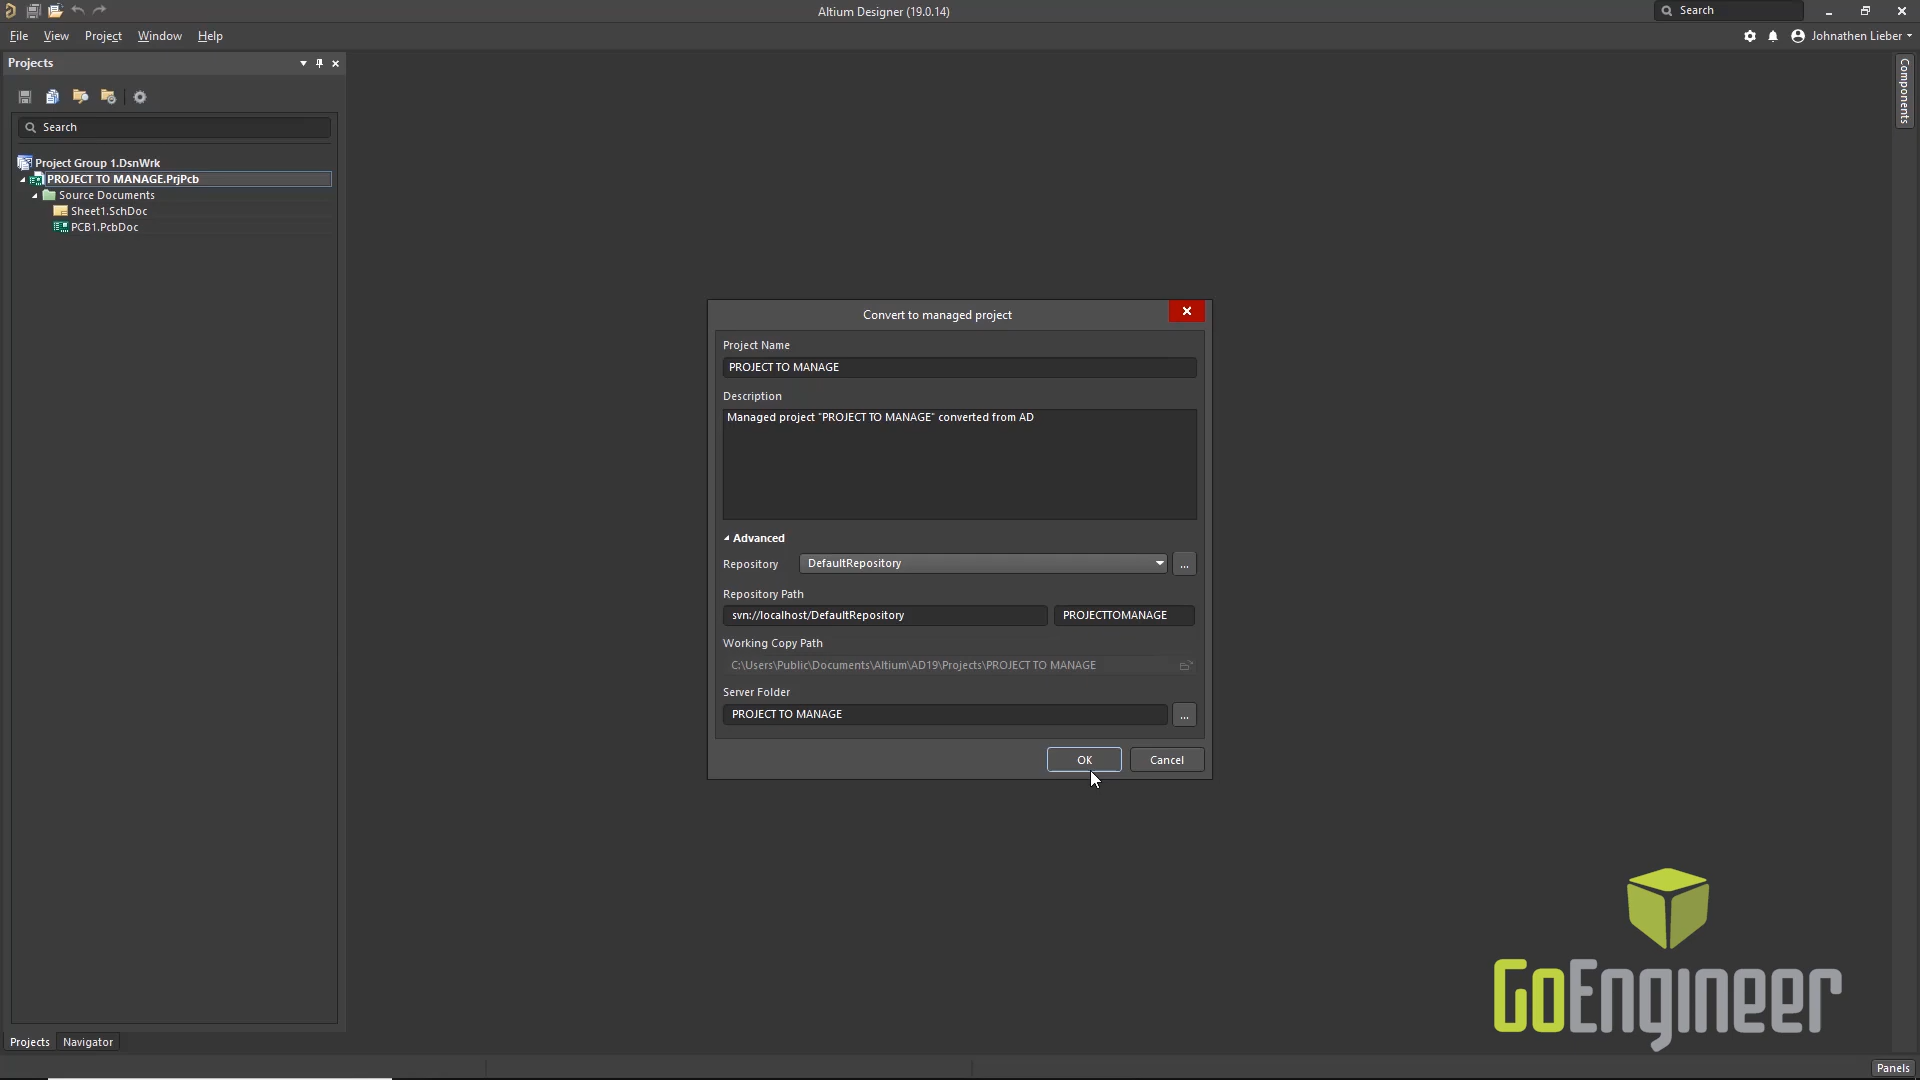 Altium Designer (19.0.14)
Search
File View Project Window Help
Johnathen Lieber
Projects
Components
Search
Project Group 1.DsnWrk
PROJECT TO MANAGE.PrjPcb
Source Documents
Sheet1.SchDoc
PCB1.PcbDoc
Convert to managed project
Project Name
PROJECT TO MANAGE
Description
Managed project "PROJECT TO MANAGE" converted from AD
Advanced
Repository DefaultRepository ...
Repository Path
svn://localhost/DefaultRepository PROJECTTOMANAGE
Working Copy Path
C:\Users\Public\Documents\Altium\AD19\Projects\PROJECT TO MANAGE
Server Folder
PROJECT TO MANAGE ...
OK Cancel
GoEngineer
Projects Navigator
Panels